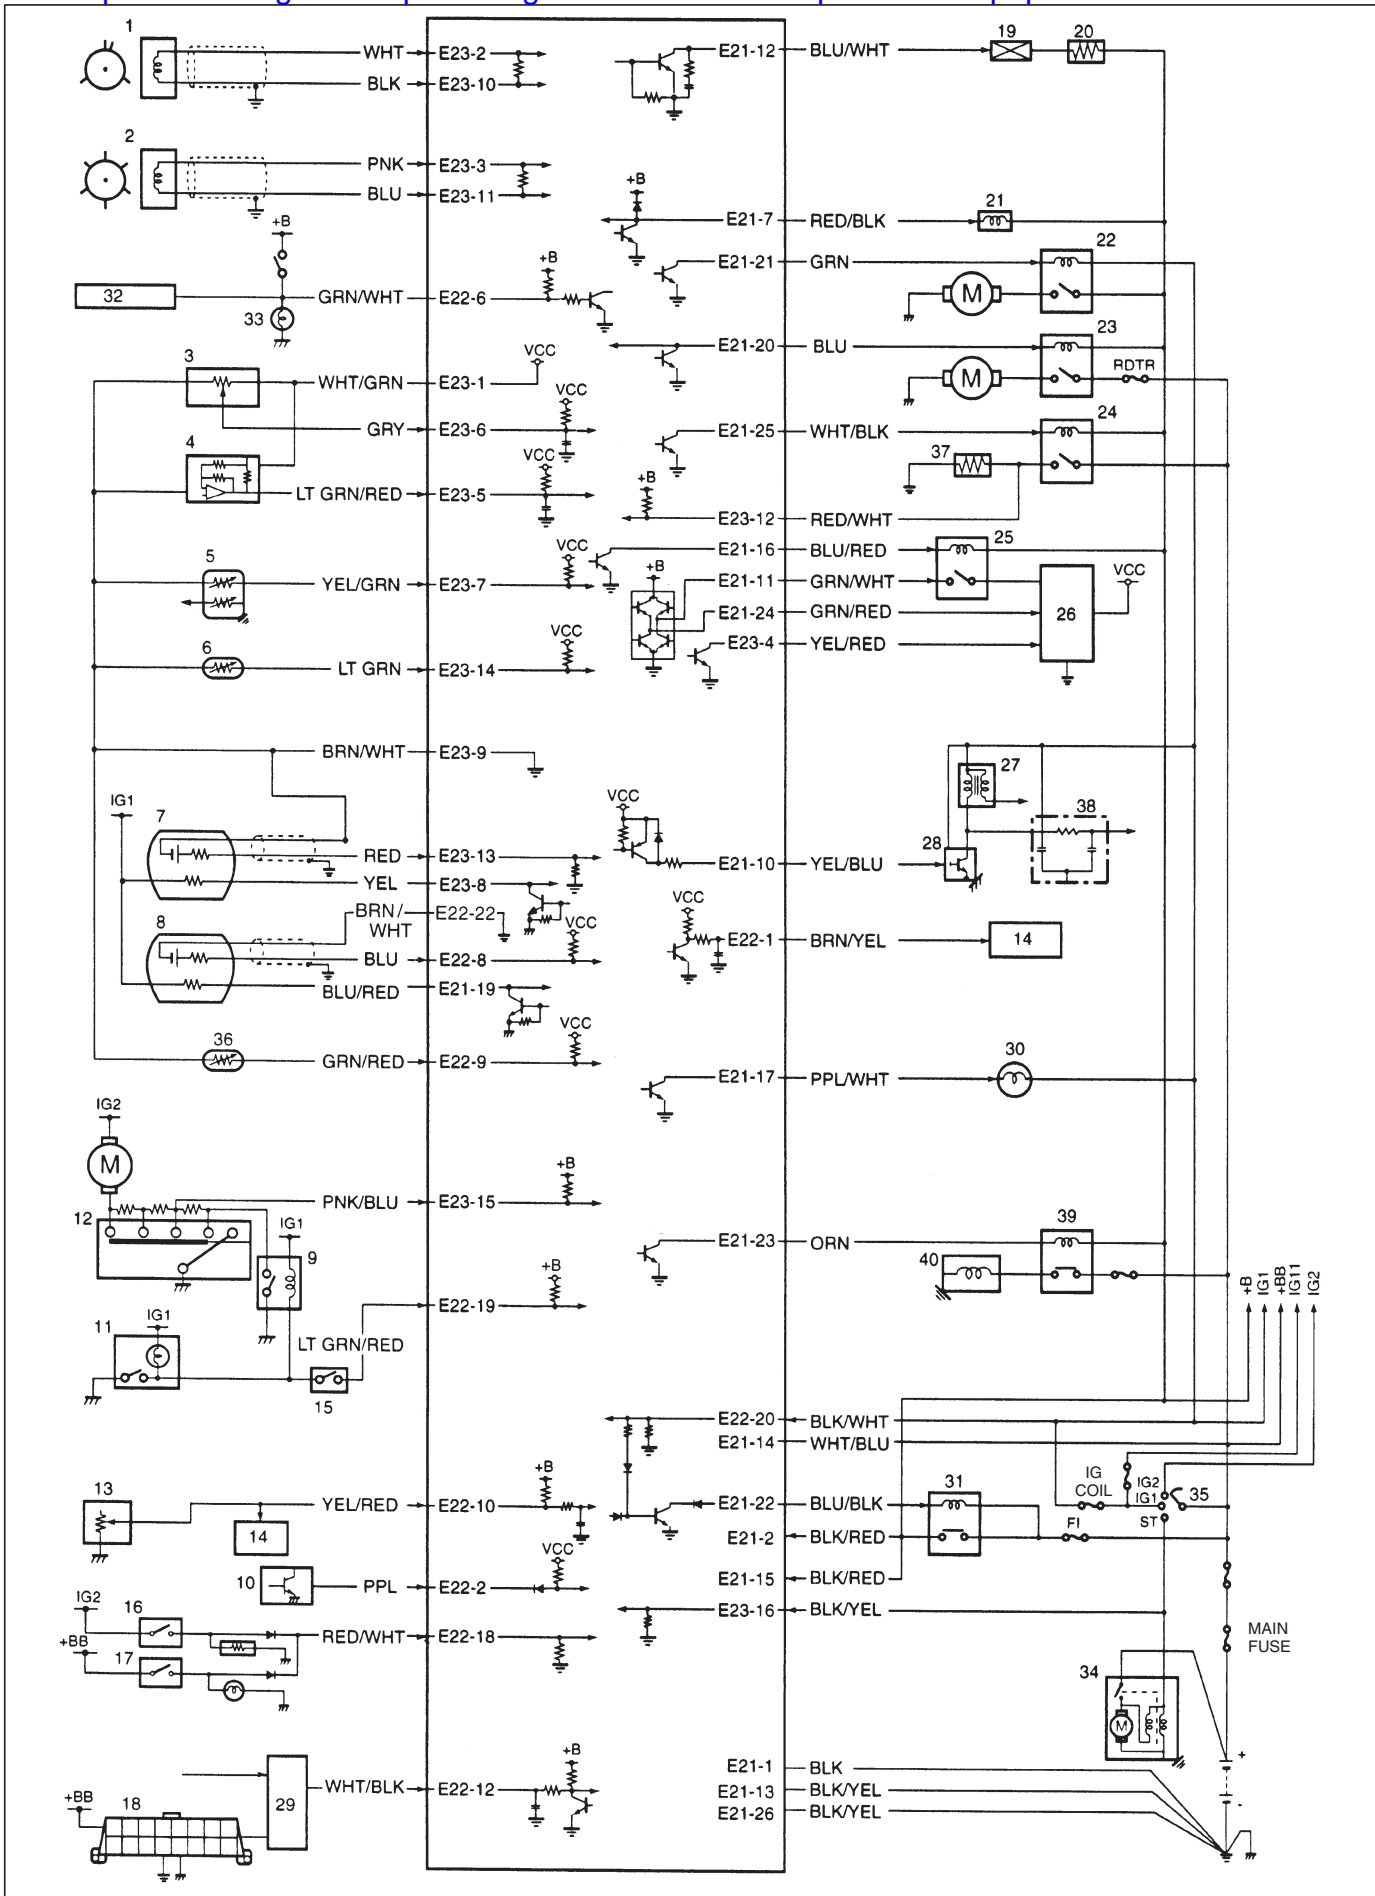 1
WHT E23-2
BLK E23-10
E21-12 BLU/WHT
19 20
2
PNK E23-3
BLU E23-11
+B
+B
E21-7 RED/BLK
21
+B
E21-21 GRN
22
M
32
GRN/WHT E22-6
33
E21-20 BLU
23
M
RDTR
3
VCC
WHT/GRN E23-1
VCC
GRY E23-6
E21-25 WHT/BLK
24
37
4
VCC
LT GRN/RED E23-5
+B
E23-12 RED/WHT
5
VCC
YEL/GRN E23-7
E21-16 BLU/RED
25
+B
E21-11 GRN/WHT
VCC
E21-24 GRN/RED
26
E23-4 YEL/RED
6
VCC
LT GRN E23-14
BRN/WHT E23-9
27
IG1
7
VCC
38
28
RED E23-13
E21-10 YEL/BLU
YEL E23-8
BRN/
WHT
E22-22
VCC
VCC
8
BLU E22-8
E22-1 BRN/YEL
14
BLU/RED E21-19
VCC
36
GRN/RED E22-9
30
E21-17 PPL/WHT
IG2
M
+B
PNK/BLU E23-15
12
IG1
9
39
E21-23 ORN
40
+B
E22-19
LT GRN/RED
IG1
11
15
+B
IG1
+BB
IG11
IG2
E22-20 BLK/WHT
E21-14 WHT/BLU
+B
13
YEL/RED E22-10
14
E21-22 BLU/BLK
31
IG
COIL
IG2
IG1
ST
35
FI
E21-2 BLK/RED
VCC
10
PPL E22-2
E21-15 BLK/RED
E23-16 BLK/YEL
IG2
16
RED/WHT E22-18
+BB
17
MAIN
FUSE
34
M
+
-
+B
WHT/BLK E22-12
29
+BB
18
E21-1 BLK
E21-13 BLK/YEL
E21-26 BLK/YEL